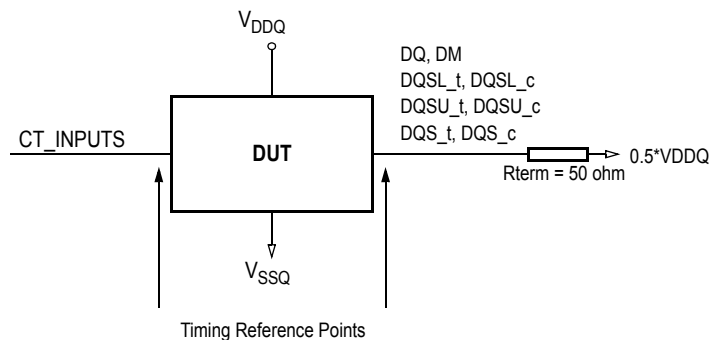 VDDQ
DQ, DM
DQSL_t, DQSL_c
DQSU_t, DQSU_c
DQS_t, DQS_c
CT_INPUTS
DUT
0.5*VDDQ
Rterm = 50 ohm
VSSQ
Timing Reference Points